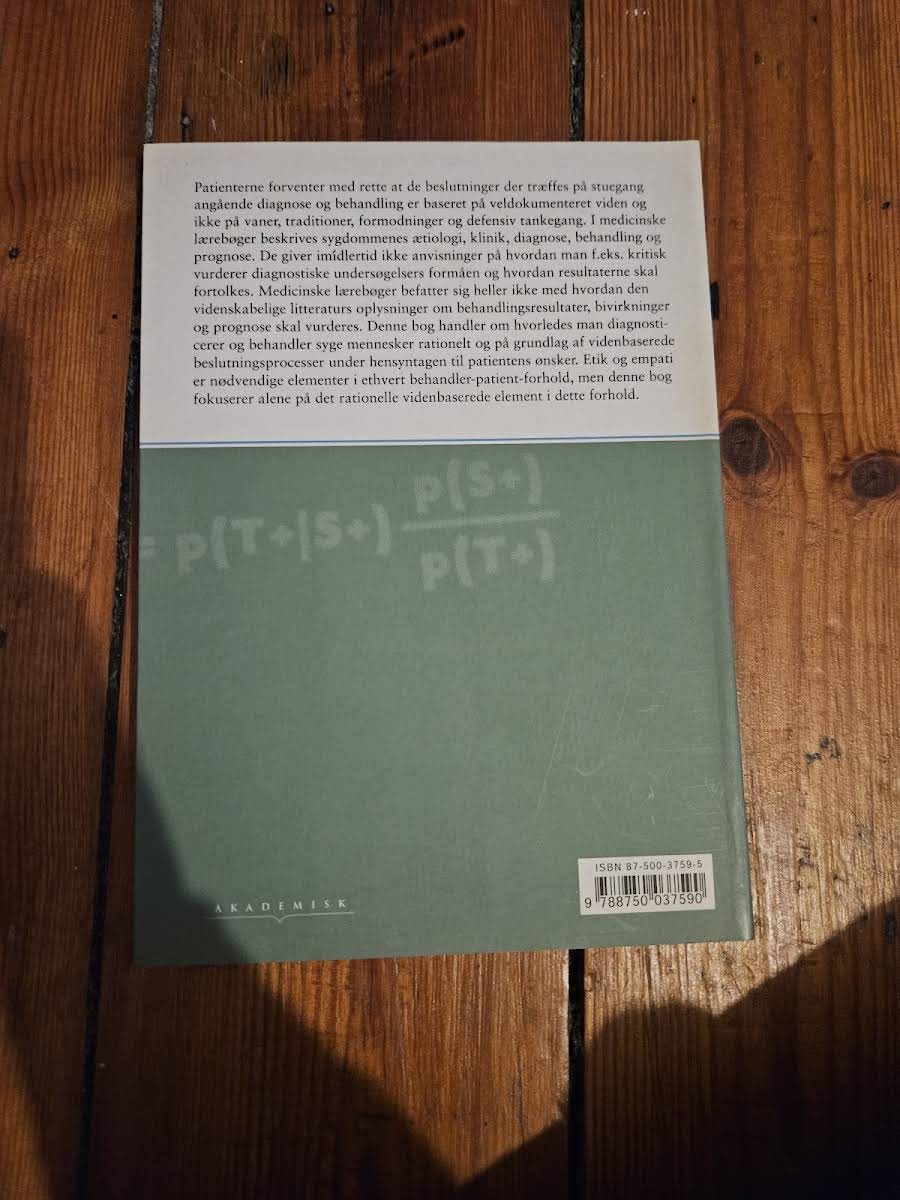 Patienterne forventer med rette at de beslutninger der træffes på stuegang
angående diagnose og behandling er baseret på veldokumenteret viden og
ikke på vaner, traditioner, formodninger og defensiv tankegang. I medicinske
lærebøger beskrives sygdommenes ætiologi, klinik, diagnose, behandling og
prognose. De giver imidlertid ikke anvisninger på hvordan man f.eks. kritisk
vurderer diagnostiske undersøgelsers formåen og hvordan resultaterne skal
fortolkes. Medicinske lærebøger befatter sig heller ikke med hvordan den
videnskabelige litteraturs oplysninger om behandlingsresultater, bivirkninger
og prognose skal vurderes. Denne bog handler om hvorledes man diagnosti-
cerer og behandler syge mennesker rationelt og på grundlag af videnbaserede
beslutningsprocesser under hensyntagen til patientens ønsker. Etik og empati
er nødvendige elementer i ethvert behandler-patient-forhold, men denne bog
fokuserer alene på det rationelle videnbaserede element i dette forhold.
p(S+)
= p(T+|S+)
p(T+)
ISBN 87-500-3759-5
9 788750 037590
AKADEMISK